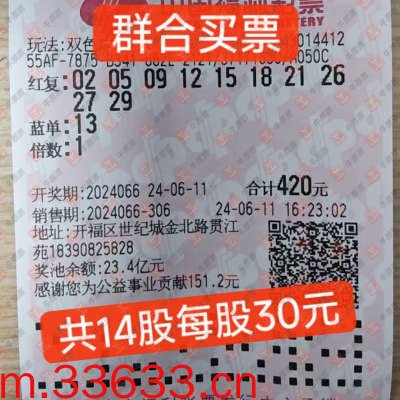 群合买票
玩法:双色
014412
55AF-7875
050C
红复:02 05 09 12 15 18 21 26
27 29
蓝单:13
倍数:1
开奖期:2024066 24-06-11 合计420元
销售期:2024066-306 24-06-11 16:23:02
地址:开福区世纪城金北路贯江
苑18390825828
奖池余额:23.4亿元
感谢您为公益事业贡献151.2元
共14股每股30元
m.33633.cn